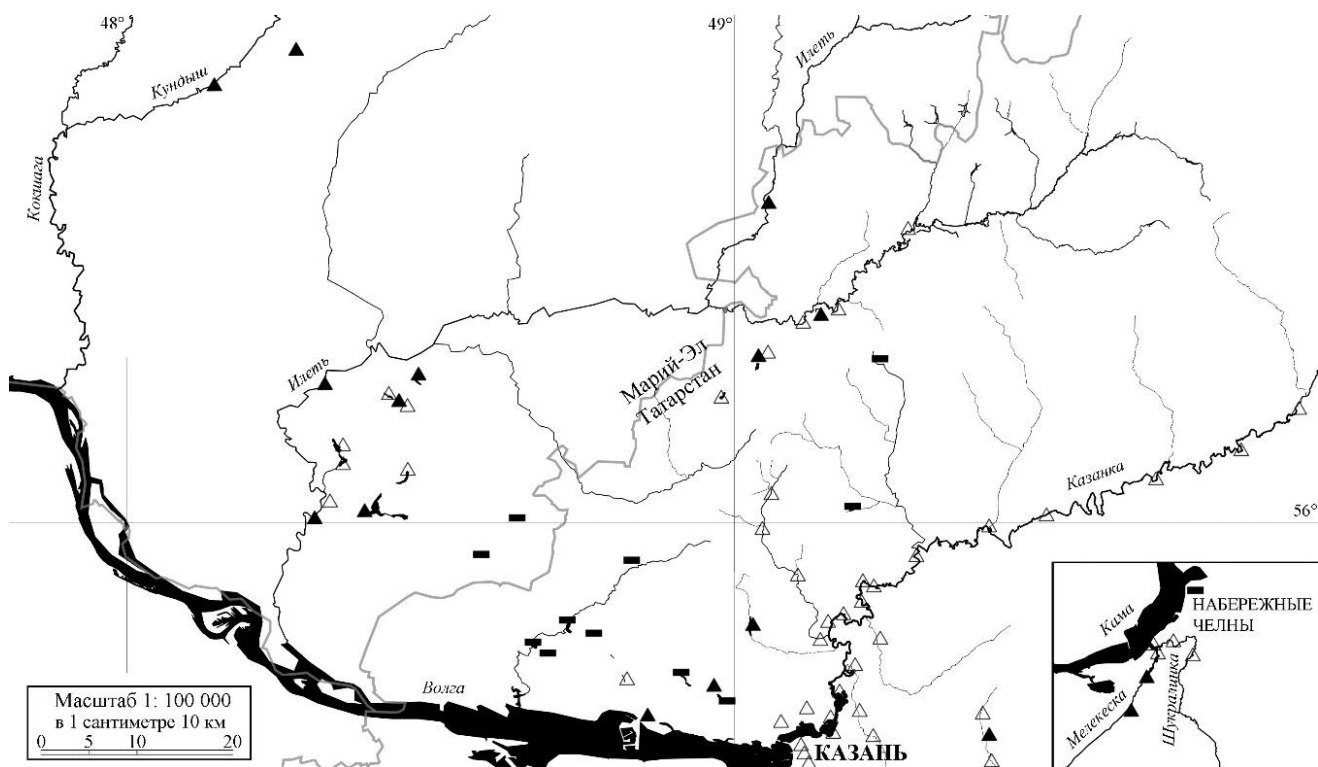 48°
49°
Илеть
Кундыш
Кокшага
Марий-Эл
Татарстан
Илеть
Казанка
56°
НАБЕРЕЖНЫЕ
ЧЕЛНЫ
Кама
Шукралинка
Мелекеска
Волга
Масштаб 1: 100 000
в 1 сантиметре 10 км
0 5 10 20
КАЗАНЬ